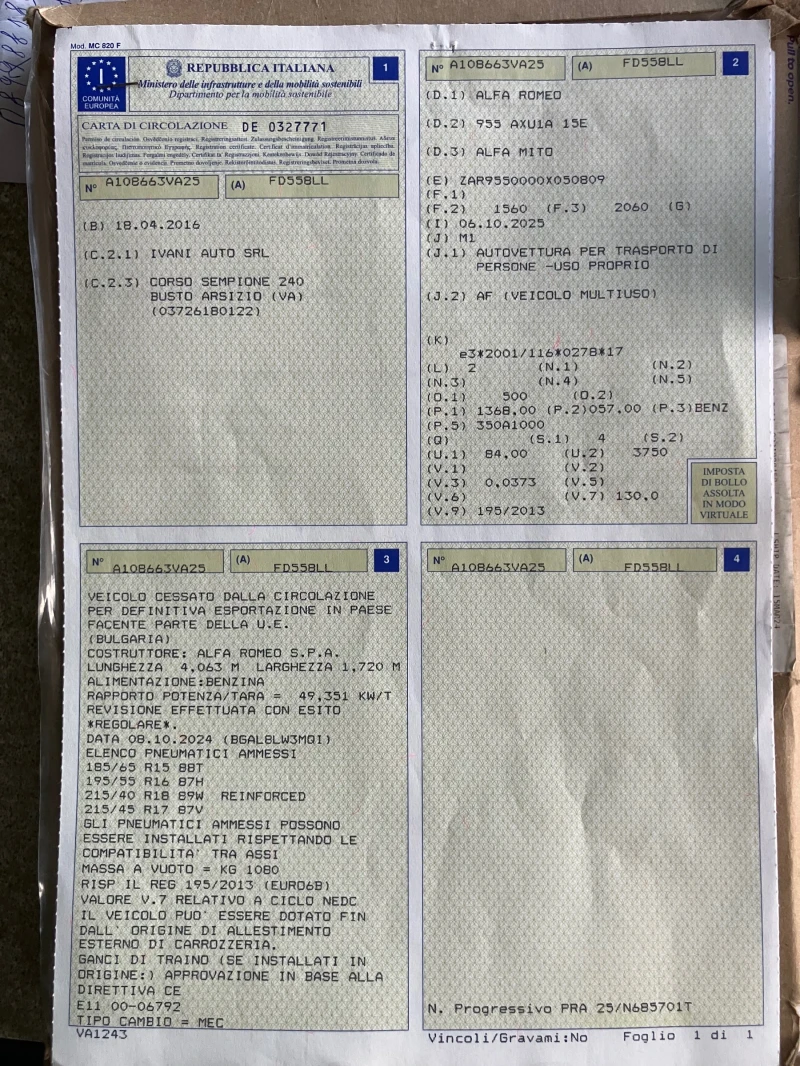 Mod. MC 820 F
COMUNITÀ
EUROPEA
I
REPUBBLICA ITALIANA
Ministero delle infrastrutture e della mobilità sostenibili
Dipartimento per la mobilità sostenibile
1
CARTA DI CIRCOLAZIONE DE 0327771
N° A108663VA25 (A) FD558LL
(B) 18.04.2016
(C.2.1) IVANI AUTO SRL
(C.2.3) CORSO SEMPIONE 240
BUSTO ARSIZIO (VA)
(03726180122)
N° A108663VA25 (A) FD558LL 2
(D.1) ALFA ROMEO
(D.2) 955 AXU1A 15E
(D.3) ALFA MITO
(E) ZAR9550000X050809
(F.1)
(F.2) 1560 (F.3) 2060 (G)
(I) 06.10.2025
(J) M1
(J.1) AUTOVETTURA PER TRASPORTO DI
PERSONE -USO PROPRIO
(J.2) AF (VEICOLO MULTIUSO)
(K)
e3*2001/116*0278*17
(L) 2 (N.1) (N.2)
(N.3) (N.4) (N.5)
(O.1) 500 (O.2)
(P.1) 1368,00 (P.2)057,00 (P.3)BENZ
(P.5) 350A1000
(Q) (S.1) 4 (S.2)
(U.1) 84,00 (U.2) 3750
(V.1) (V.2)
(V.3) 0,0373 (V.5)
(V.6) (V.7) 130,0
(V.9) 195/2013
IMPOSTA
DI BOLLO
ASSOLTA
IN MODO
VIRTUALE
N° A108663VA25 (A) FD558LL 3
VEICOLO CESSATO DALLA CIRCOLAZIONE
PER DEFINITIVA ESPORTAZIONE IN PAESE
FACENTE PARTE DELLA U.E.
(BULGARIA)
COSTRUTTORE: ALFA ROMEO S.P.A.
LUNGHEZZA 4,063 M LARGHEZZA 1,720 M
ALIMENTAZIONE:BENZINA
RAPPORTO POTENZA/TARA = 49,351 KW/T
REVISIONE EFFETTUATA CON ESITO
*REGOLARE*.
DATA 08.10.2024 (BGAL8LW3MQI)
ELENCO PNEUMATICI AMMESSI
185/65 R15 88T
195/55 R16 87H
215/40 R18 89W REINFORCED
215/45 R17 87V
GLI PNEUMATICI AMMESSI POSSONO
ESSERE INSTALLATI RISPETTANDO LE
COMPATIBILITA' TRA ASSI
MASSA A VUOTO = KG 1080
RISP IL REG 195/2013 (EURO6B)
VALORE V.7 RELATIVO A CICLO NEDC
IL VEICOLO PUO' ESSERE DOTATO FIN
DALL' ORIGINE DI ALLESTIMENTO
ESTERNO DI CARROZZERIA.
GANCI DI TRAINO (SE INSTALLATI IN
ORIGINE:) APPROVAZIONE IN BASE ALLA
DIRETTIVA CE
E11 00-06792
TIPO CAMBIO = MEC
VA1243
N° A108663VA25 (A) FD558LL 4
N. Progressivo PRA 25/N685701T
Vincoli/Gravami:No Foglio 1 di 1
Pull to open.